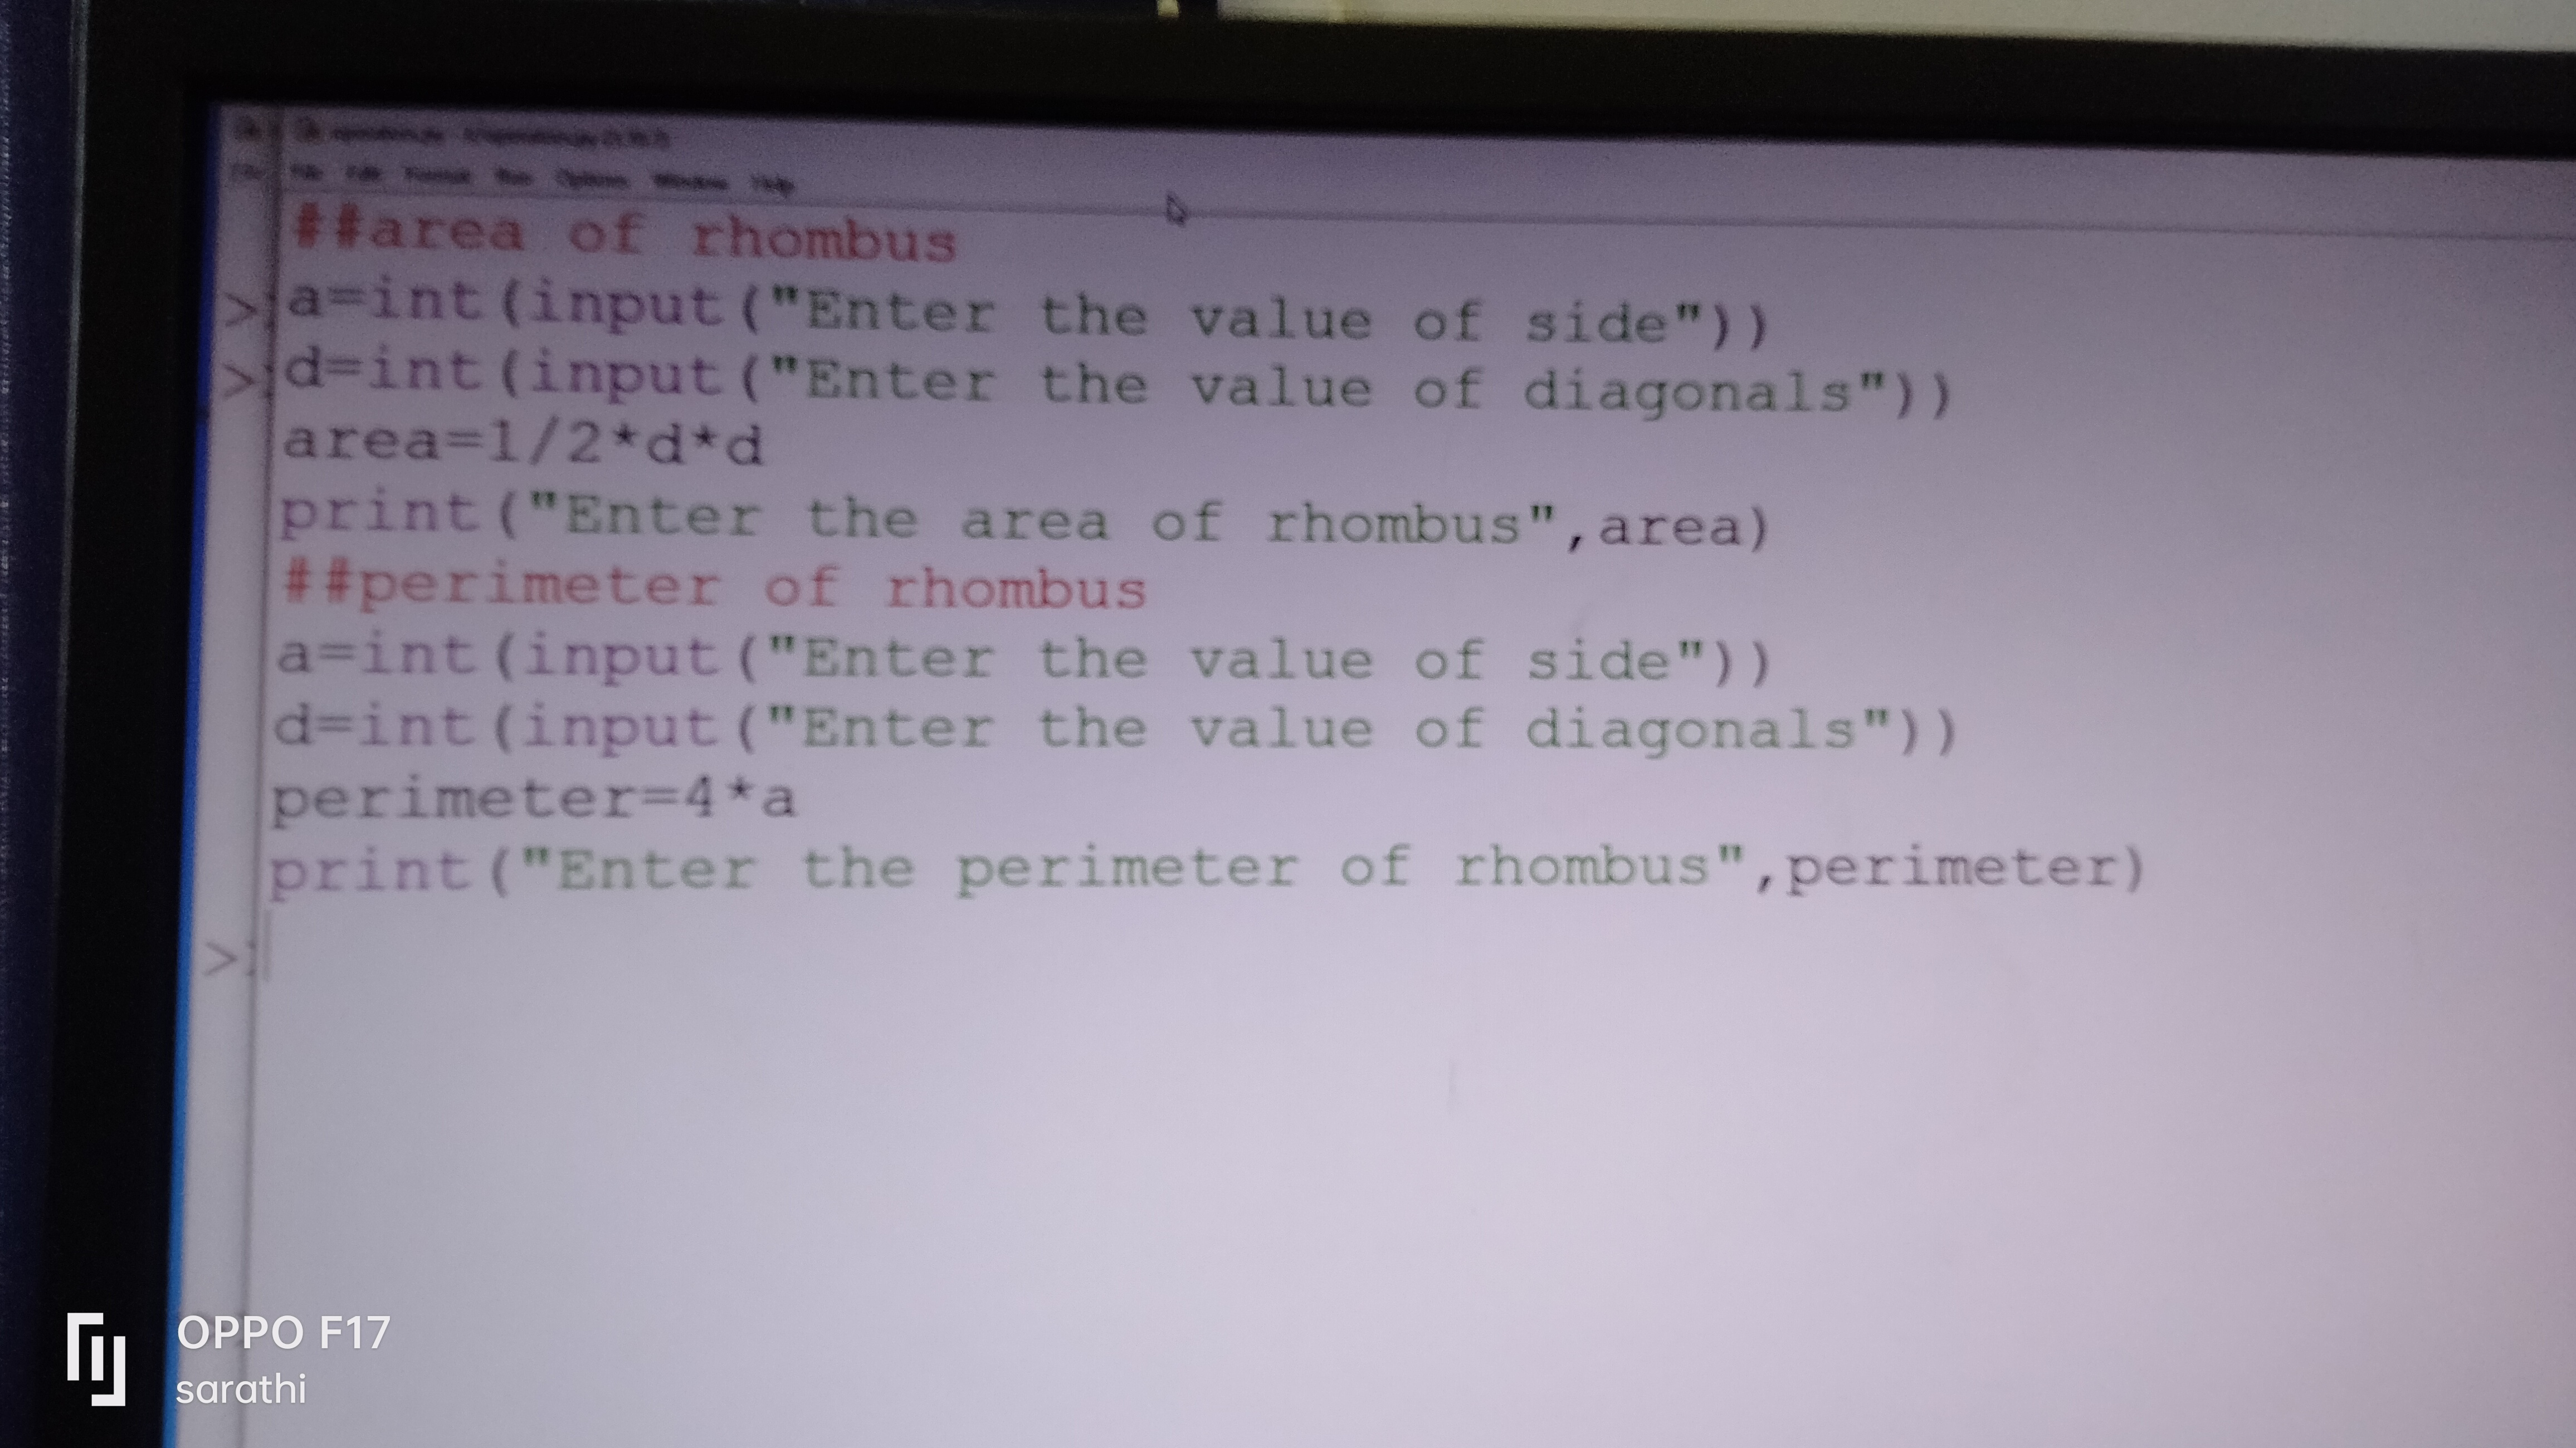 File Edit Format Run Options Window Help
##area of rhombus
a=int(input("Enter the value of side"))
d=int(input("Enter the value of diagonals"))
area=1/2*d*d
print("Enter the area of rhombus",area)
##perimeter of rhombus
a=int(input("Enter the value of side"))
d=int(input("Enter the value of diagonals"))
perimeter=4*a
print("Enter the perimeter of rhombus",perimeter)
OPPO F17
sarathi